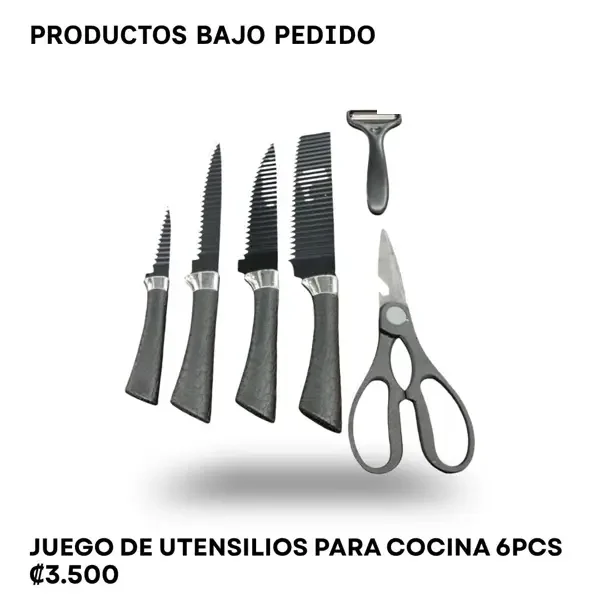 PRODUCTOS BAJO PEDIDO
JUEGO DE UTENSILIOS PARA COCINA 6PCS
₡3.500